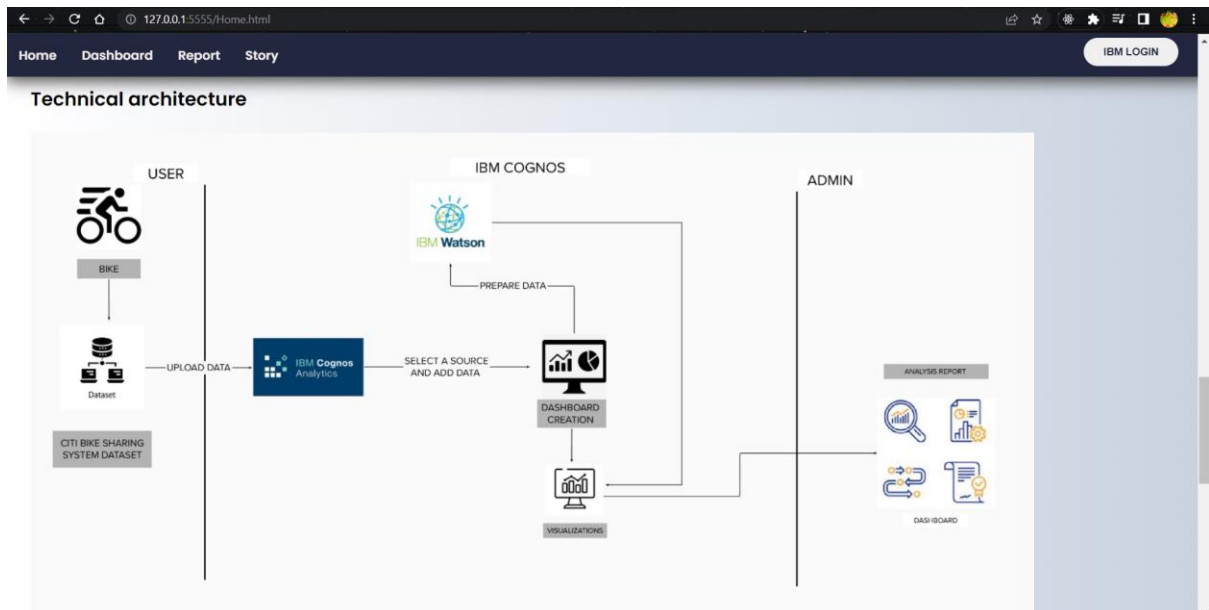 127.0.0.1:5555/Home.html
Home Dashboard Report Story
IBM LOGIN
Technical architecture
USER
IBM COGNOS
ADMIN
IBM Watson
BIKE
PREPARE DATA
Dataset
UPLOAD DATA
IBM Cognos
Analytics
SELECT A SOURCE
AND ADD DATA
DASHBOARD
CREATION
ANALYSIS REPORT
CITI BIKE SHARING
SYSTEM DATASET
VISUALIZATIONS
DASHBOARD